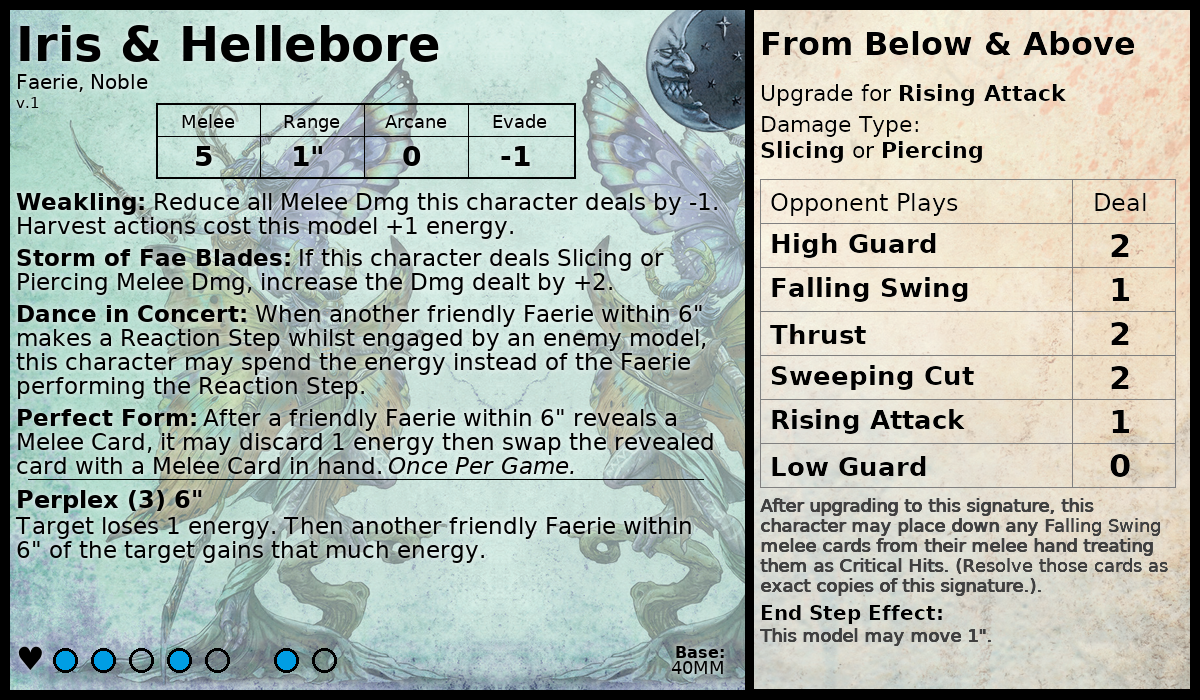 Iris & Hellebore
Faerie, Noble
v.1
Melee Range Arcane Evade
5 1" 0 -1
Weakling: Reduce all Melee Dmg this character deals by -1.
Harvest actions cost this model +1 energy.
Storm of Fae Blades: If this character deals Slicing or
Piercing Melee Dmg, increase the Dmg dealt by +2.
Dance in Concert: When another friendly Faerie within 6"
makes a Reaction Step whilst engaged by an enemy model,
this character may spend the energy instead of the Faerie
performing the Reaction Step.
Perfect Form: After a friendly Faerie within 6" reveals a
Melee Card, it may discard 1 energy then swap the revealed
card with a Melee Card in hand. Once Per Game.
Perplex (3) 6"
Target loses 1 energy. Then another friendly Faerie within
6" of the target gains that much energy.
Base:
40MM
From Below & Above
Upgrade for Rising Attack
Damage Type:
Slicing or Piercing
Opponent Plays Deal
High Guard 2
Falling Swing 1
Thrust 2
Sweeping Cut 2
Rising Attack 1
Low Guard 0
After upgrading to this signature, this
character may place down any Falling Swing
melee cards from their melee hand treating
them as Critical Hits. (Resolve those cards as
exact copies of this signature.).
End Step Effect:
This model may move 1".